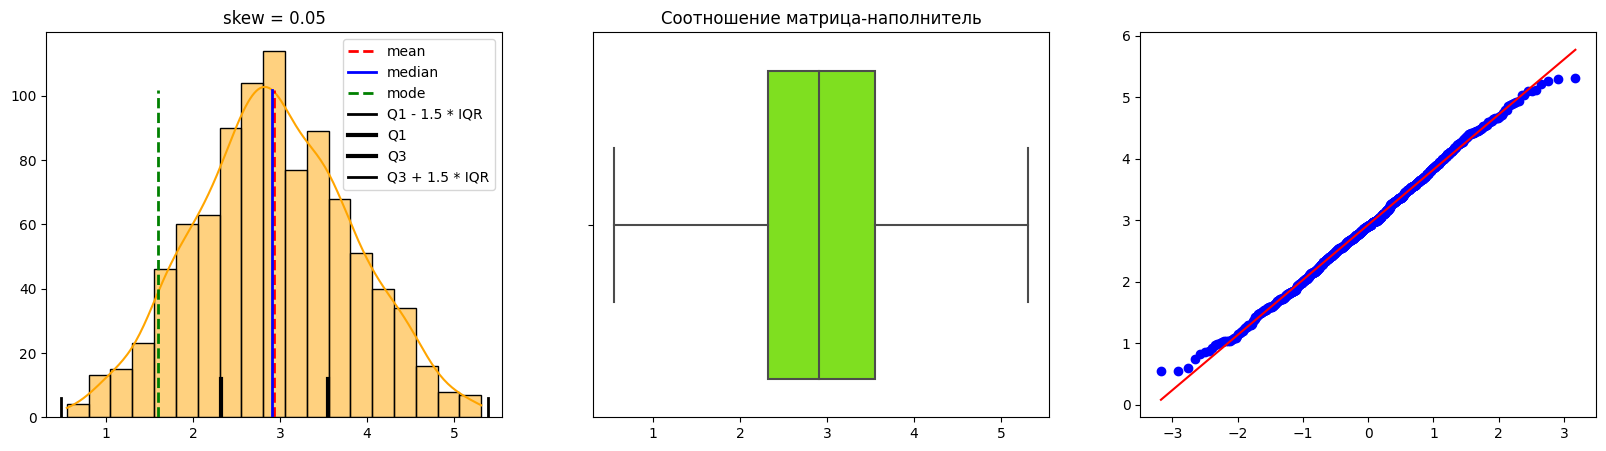 skew = 0.05
mean
median
mode
Q1 - 1.5 * IQR
Q1
Q3
Q3 + 1.5 * IQR
100
80
60
40
20
0
1 2 3 4 5
Соотношение матрица-наполнитель
1 2 3 4 5
6
5
4
3
2
1
0
−3 −2 −1 0 1 2 3